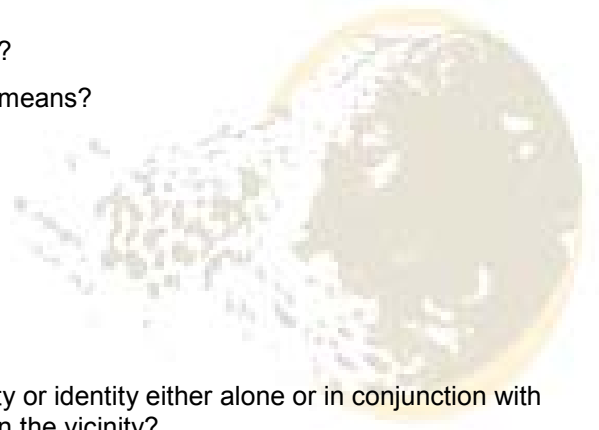 ?
means?
ty or identity either alone or in conjunction with
n the vicinity?